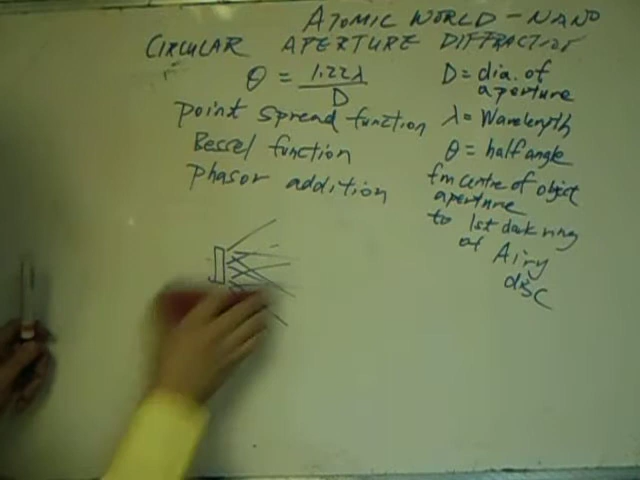 ATOMIC WORLD - NANO
CIRCULAR APERTURE DIFFRACTION
θ = 1.22λ / D
Point Spread function
Bessel function
Phasor addition
D = dia. of
aperture
λ = Wavelength
θ = half angle
fm centre of object
aperture
to 1st dark ring
of Airy
disc